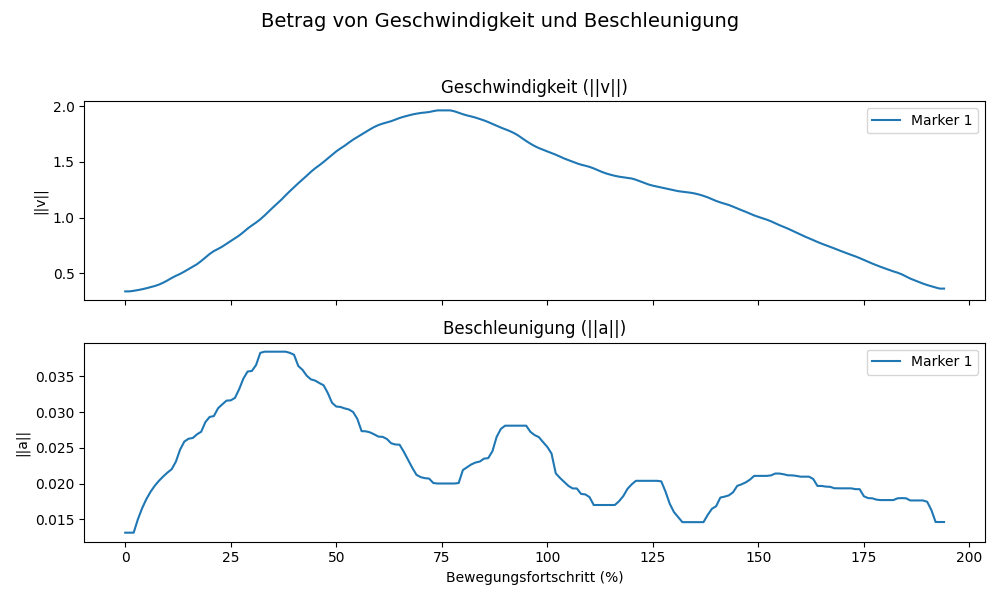 Betrag von Geschwindigkeit und Beschleunigung
Geschwindigkeit (||v||)
Marker 1
||v||
2.0
1.5
1.0
0.5
Beschleunigung (||a||)
Marker 1
||a||
0.035
0.030
0.025
0.020
0.015
0 25 50 75 100 125 150 175 200
Bewegungsfortschritt (%)